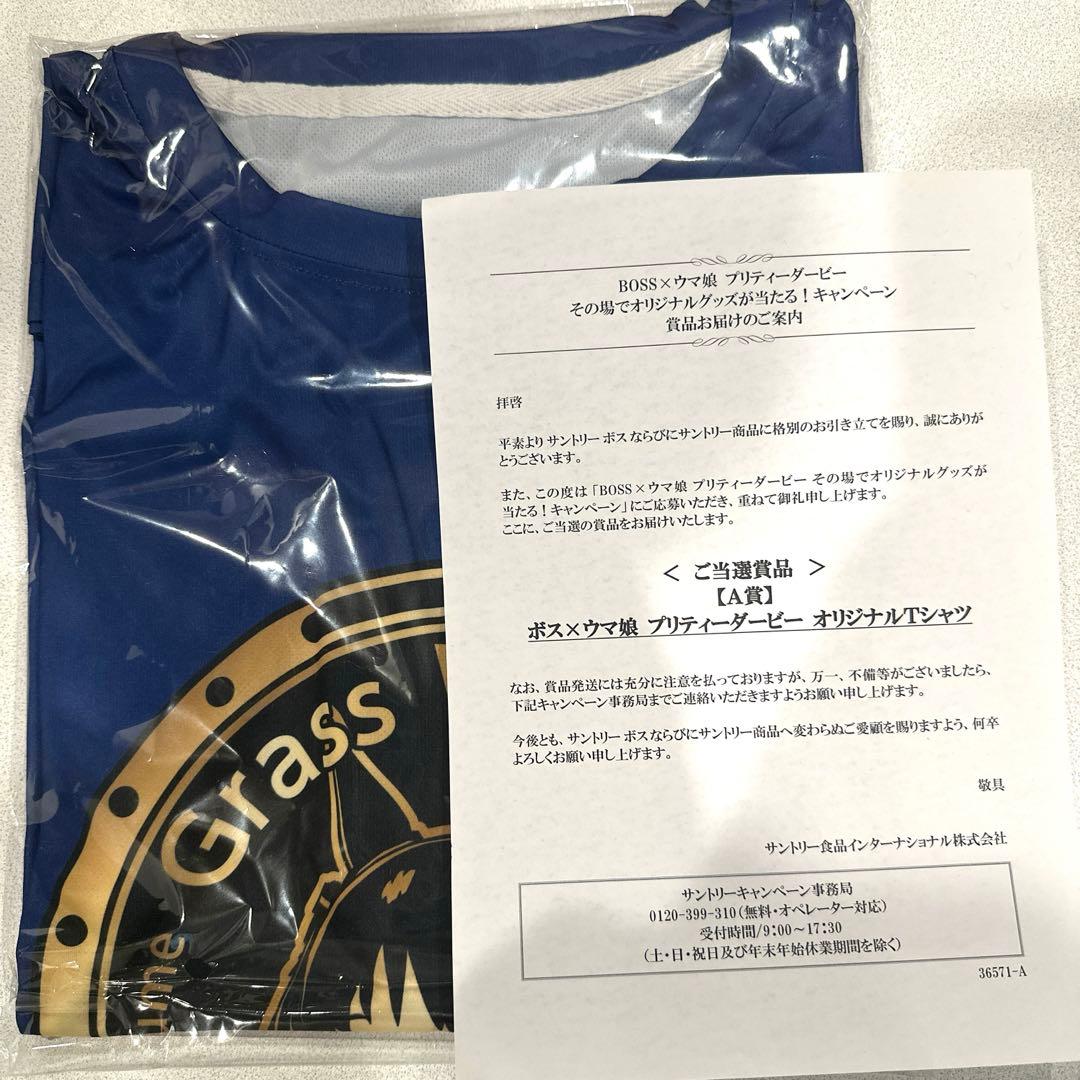 BOSS×ウマ娘 プリティーダービー
その場でオリジナルグッズが当たる！キャンペーン
賞品お届けのご案内
拝啓
平素より サントリー ボス ならびにサントリー商品に格別のお引き立てを賜り、誠にありが
とうございます。
また、この度は「BOSS×ウマ娘 プリティーダービー その場でオリジナルグッズが
当たる！キャンペーン」にご応募いただき、重ねて御礼申し上げます。
ここに、ご当選の賞品をお届けいたします。
＜ ご当選賞品 ＞
【A賞】
ボス×ウマ娘 プリティーダービー オリジナルTシャツ
なお、賞品発送には充分に注意を払っておりますが、万一、不備等がございましたら、
下記キャンペーン事務局までご連絡いただきますようお願い申し上げます。
今後とも、サントリー ボス ならびにサントリー商品へ変わらぬご愛顧を賜りますよう、何卒
よろしくお願い申し上げます。
敬具
サントリー食品インターナショナル株式会社
サントリーキャンペーン事務局
0120-399-310（無料・オペレーター対応）
受付時間/9：00～17：30
（土・日・祝日及び年末年始休業期間を除く）
36571-A
Grass